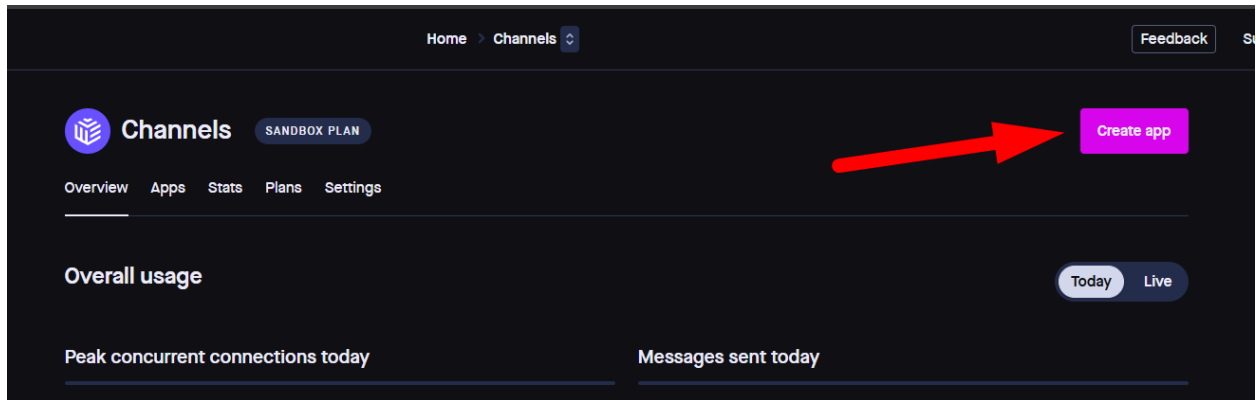 Home > Channels
Feedback
Channels
SANDBOX PLAN
Create app
Overview Apps Stats Plans Settings
Overall usage
Today Live
Peak concurrent connections today
Messages sent today